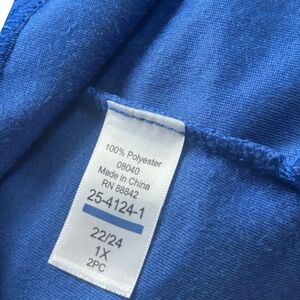 100% Polyester
08040
Made in China
RN 88842
25-4124-1
22/24
1X
2PC